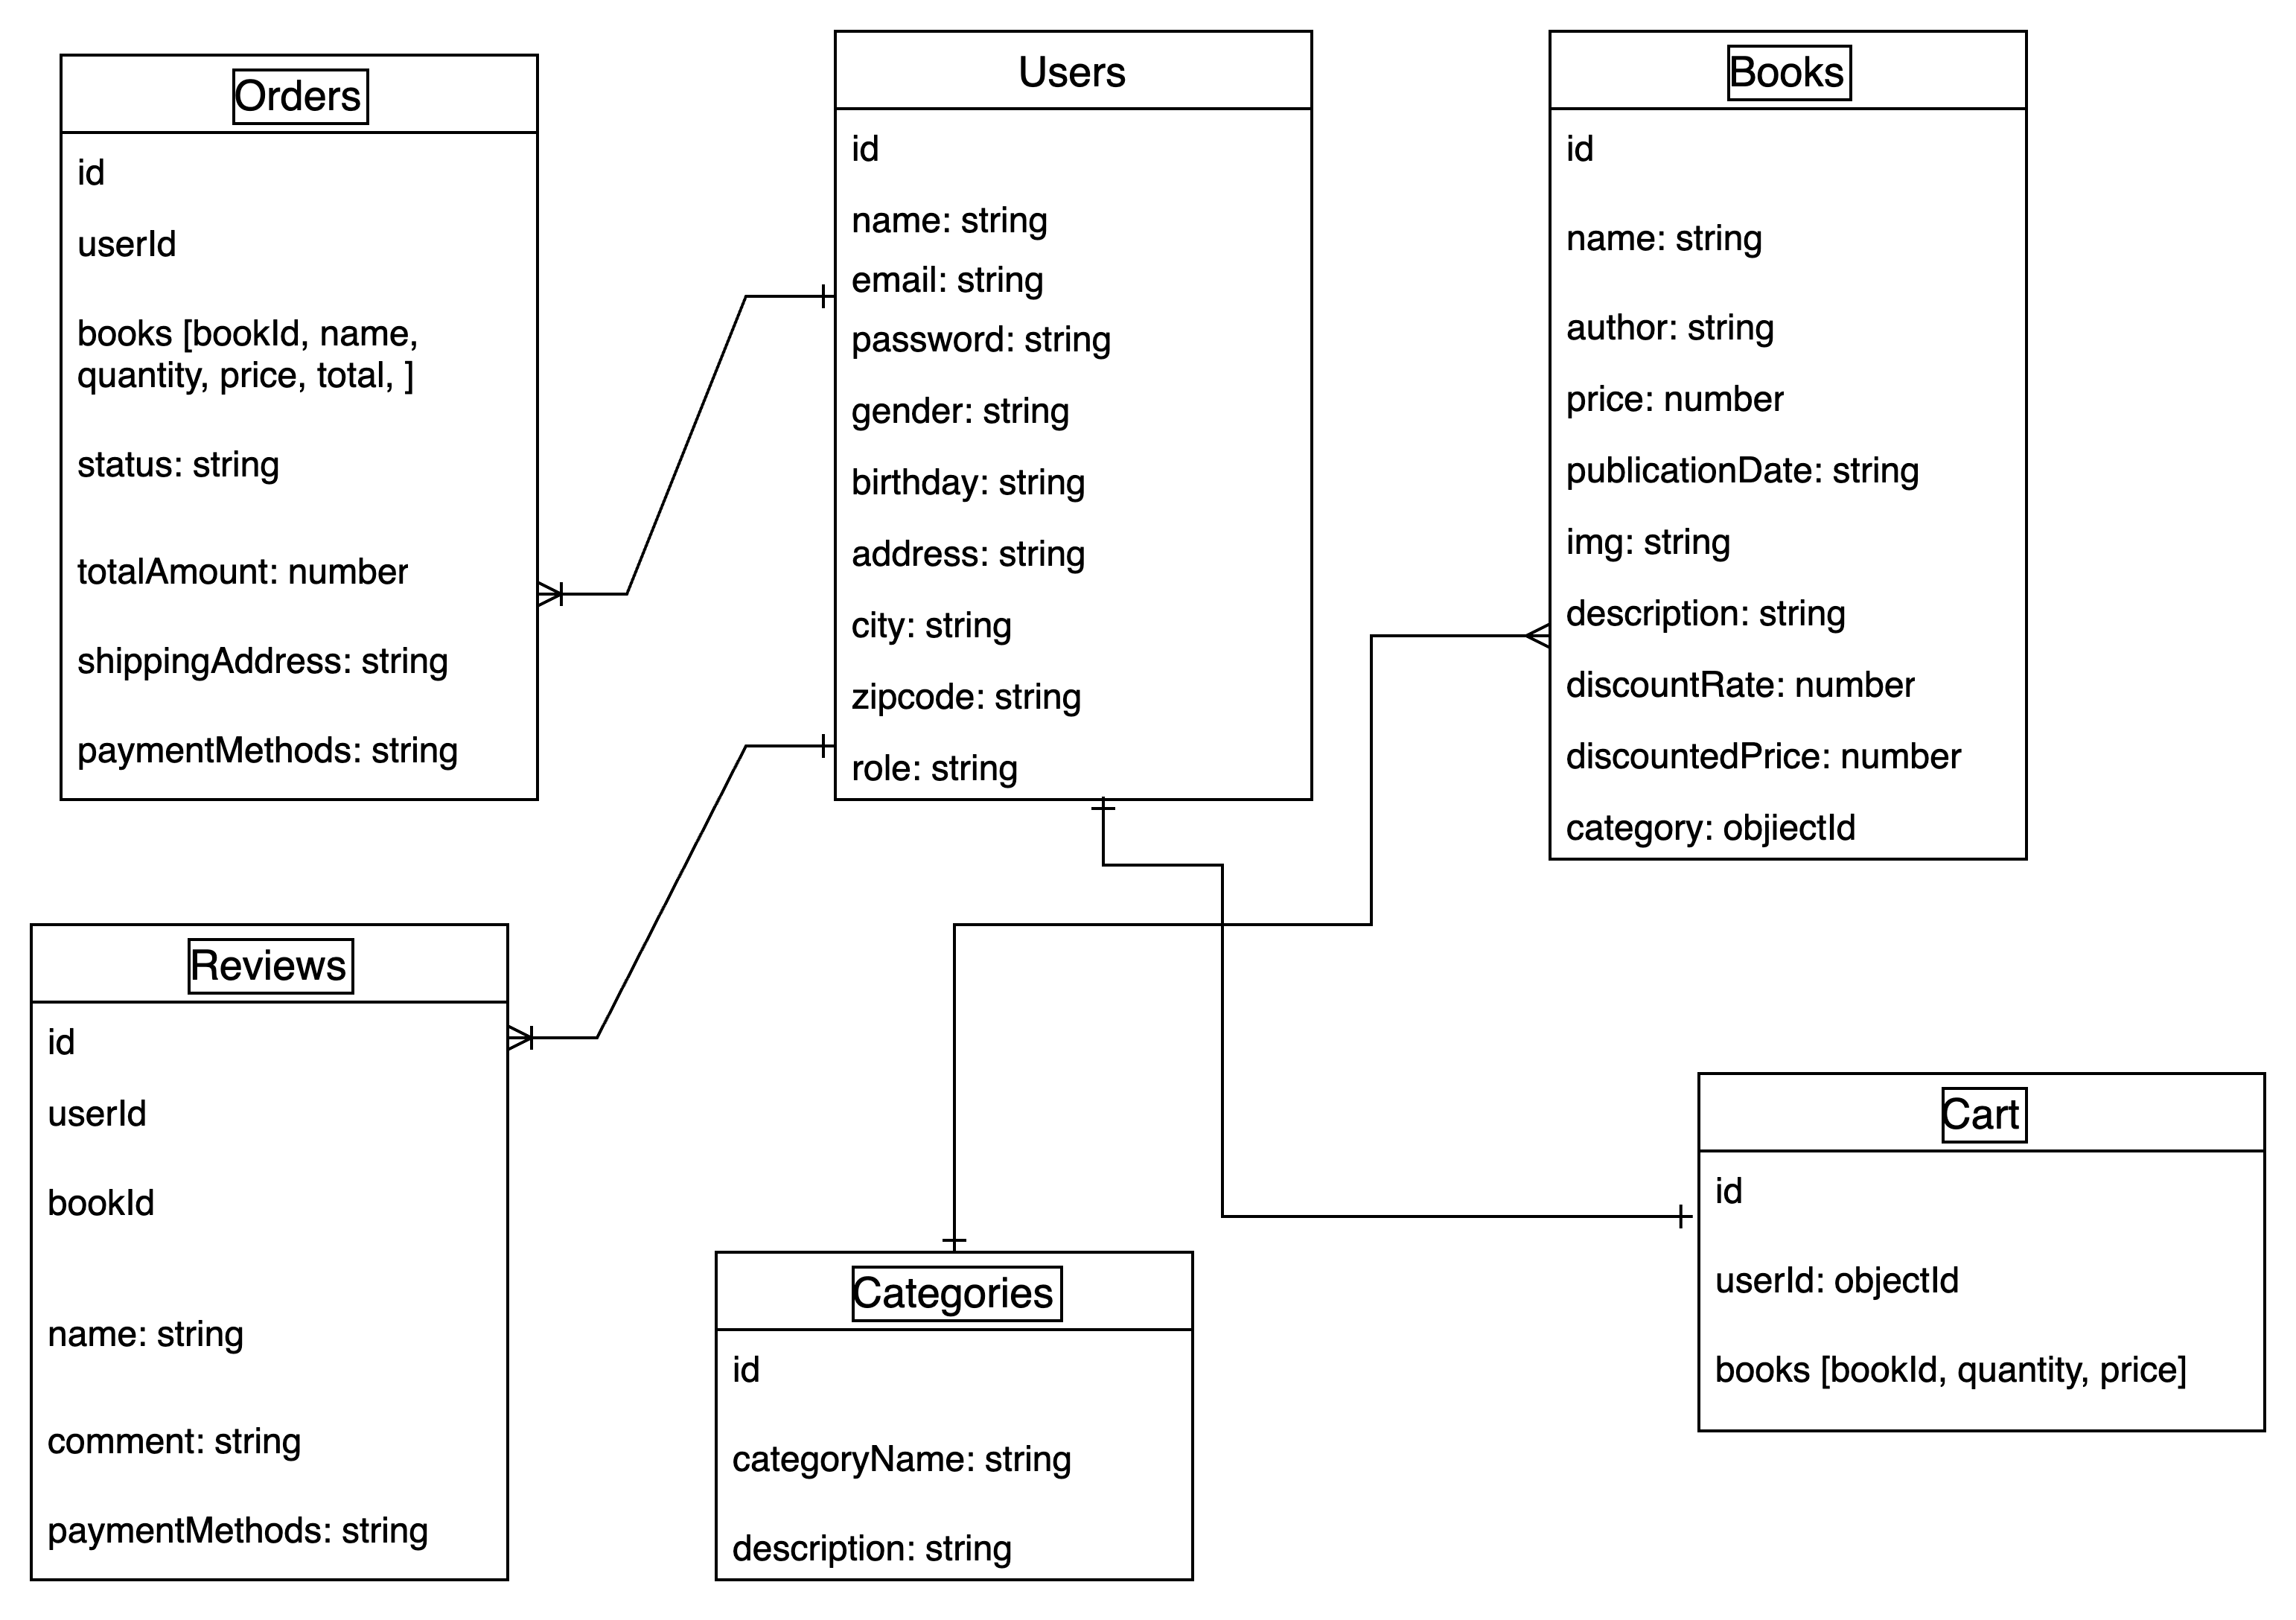 Orders
id
userId
books [bookId, name,
quantity, price, total, ]
status: string
totalAmount: number
shippingAddress: string
paymentMethods: string
Users
id
name: string
email: string
password: string
gender: string
birthday: string
address: string
city: string
zipcode: string
role: string
Books
id
name: string
author: string
price: number
publicationDate: string
img: string
description: string
discountRate: number
discountedPrice: number
category: objiectId
Reviews
id
userId
bookId
name: string
comment: string
paymentMethods: string
Categories
id
categoryName: string
description: string
Cart
id
userId: objectId
books [bookId, quantity, price]